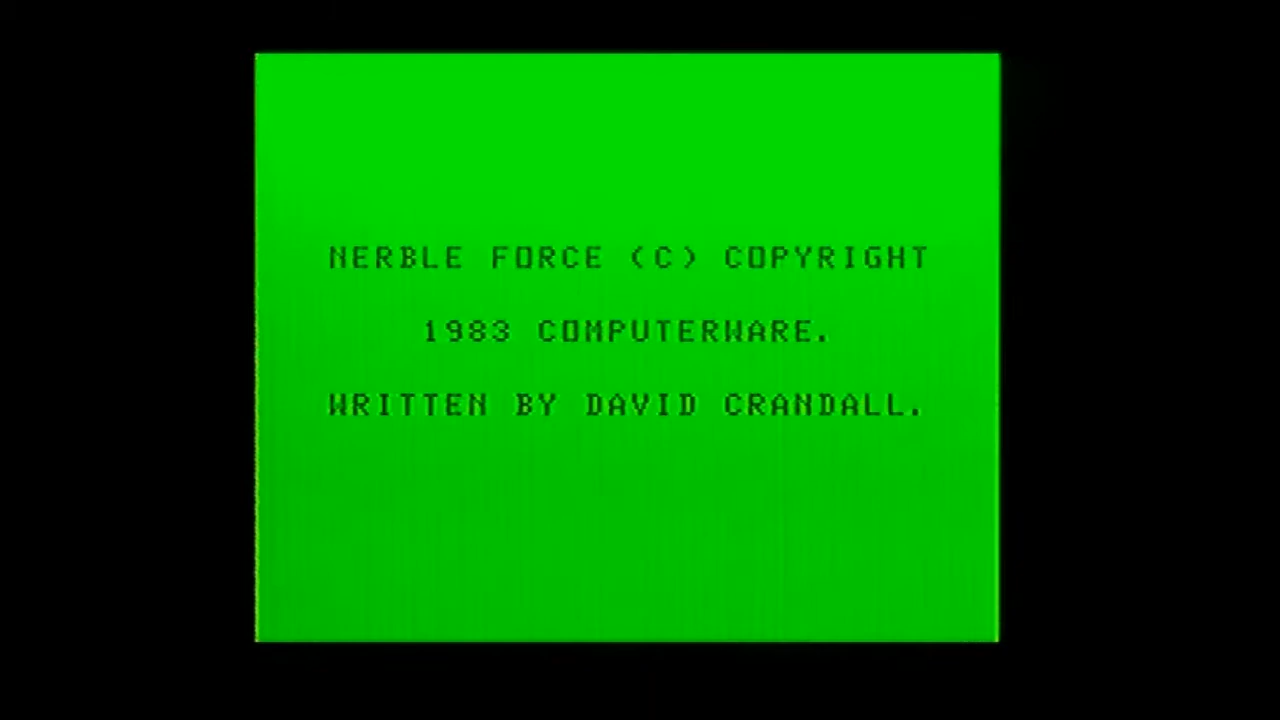 NERBLE FORCE (C) COPYRIGHT
1983 COMPUTERWARE.
WRITTEN BY DAVID CRANDALL.